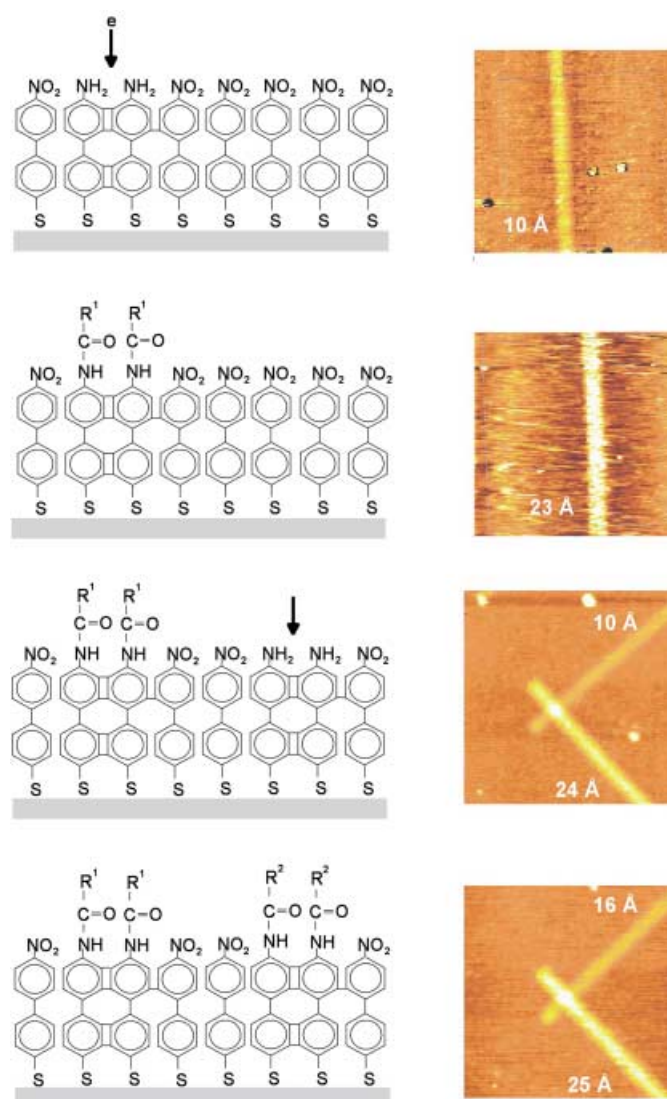 e
NO₂ NH₂ NH₂ NO₂ NO₂ NO₂ NO₂ NO₂
S S S S S S S S
10 Å
R¹ R¹
C=O C=O
NO₂ NH NH NO₂ NO₂ NO₂ NO₂ NO₂
S S S S S S S S
23 Å
R¹ R¹
C=O C=O
NO₂ NH NH NO₂ NO₂ NH₂ NH₂ NO₂
S S S S S S S S
10 Å
24 Å
R¹ R¹ R² R²
C=O C=O C=O C=O
NO₂ NH NH NO₂ NO₂ NH NH NO₂
S S S S S S S S
16 Å
25 Å